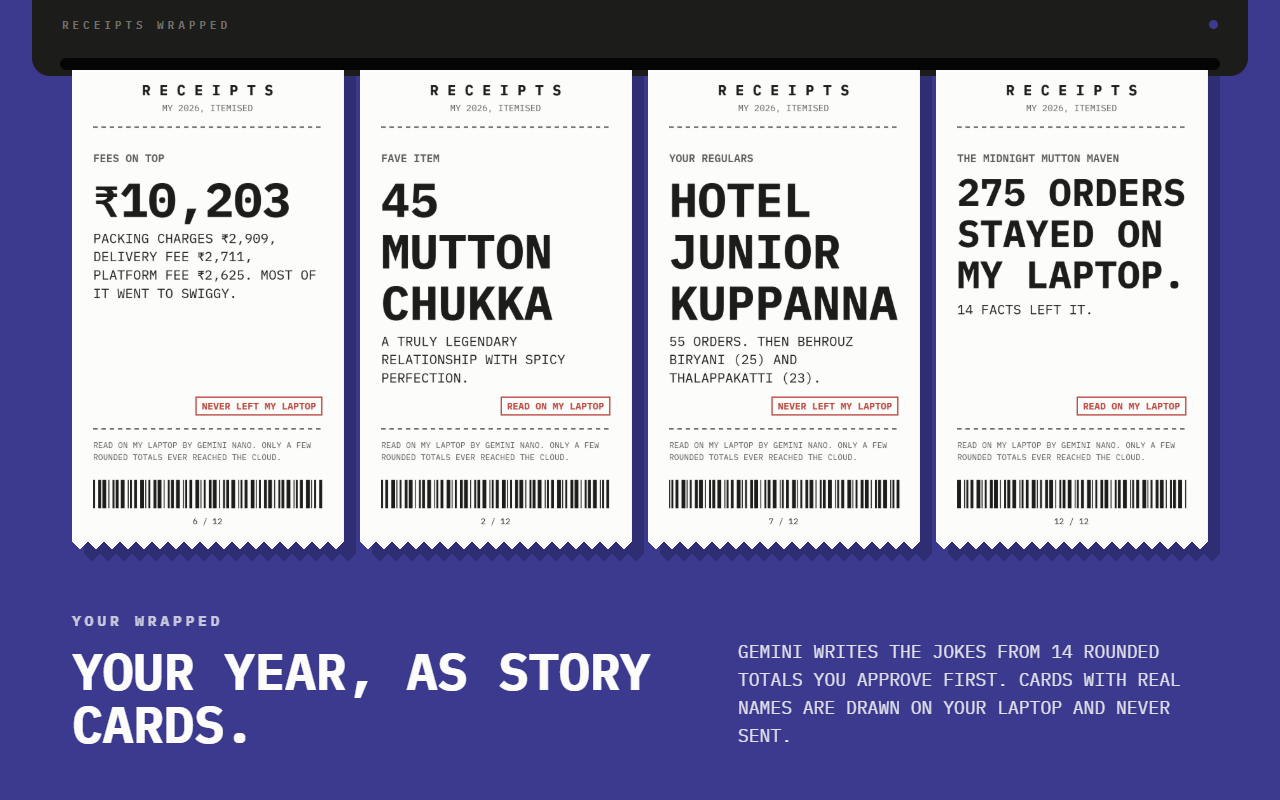 RECEIPTS WRAPPED
RECEIPTS
MY 2026, ITEMISED
FEES ON TOP
₹10,203
PACKING CHARGES ₹2,909,
DELIVERY FEE ₹2,711,
PLATFORM FEE ₹2,625. MOST OF
IT WENT TO SWIGGY.
NEVER LEFT MY LAPTOP
READ ON MY LAPTOP BY GEMINI NANO. ONLY A FEW
ROUNDED TOTALS EVER REACHED THE CLOUD.
6 / 12
RECEIPTS
MY 2026, ITEMISED
FAVE ITEM
45
MUTTON
CHUKKA
A TRULY LEGENDARY
RELATIONSHIP WITH SPICY
PERFECTION.
READ ON MY LAPTOP
READ ON MY LAPTOP BY GEMINI NANO. ONLY A FEW
ROUNDED TOTALS EVER REACHED THE CLOUD.
2 / 12
RECEIPTS
MY 2026, ITEMISED
YOUR REGULARS
HOTEL
JUNIOR
KUPPANNA
55 ORDERS. THEN BEHROUZ
BIRYANI (25) AND
THALAPPAKATTI (23).
NEVER LEFT MY LAPTOP
READ ON MY LAPTOP BY GEMINI NANO. ONLY A FEW
ROUNDED TOTALS EVER REACHED THE CLOUD.
7 / 12
RECEIPTS
MY 2026, ITEMISED
THE MIDNIGHT MUTTON MAVEN
275 ORDERS
STAYED ON
MY LAPTOP.
14 FACTS LEFT IT.
READ ON MY LAPTOP
READ ON MY LAPTOP BY GEMINI NANO. ONLY A FEW
ROUNDED TOTALS EVER REACHED THE CLOUD.
12 / 12
YOUR WRAPPED
YOUR YEAR, AS STORY
CARDS.
GEMINI WRITES THE JOKES FROM 14 ROUNDED
TOTALS YOU APPROVE FIRST. CARDS WITH REAL
NAMES ARE DRAWN ON YOUR LAPTOP AND NEVER
SENT.